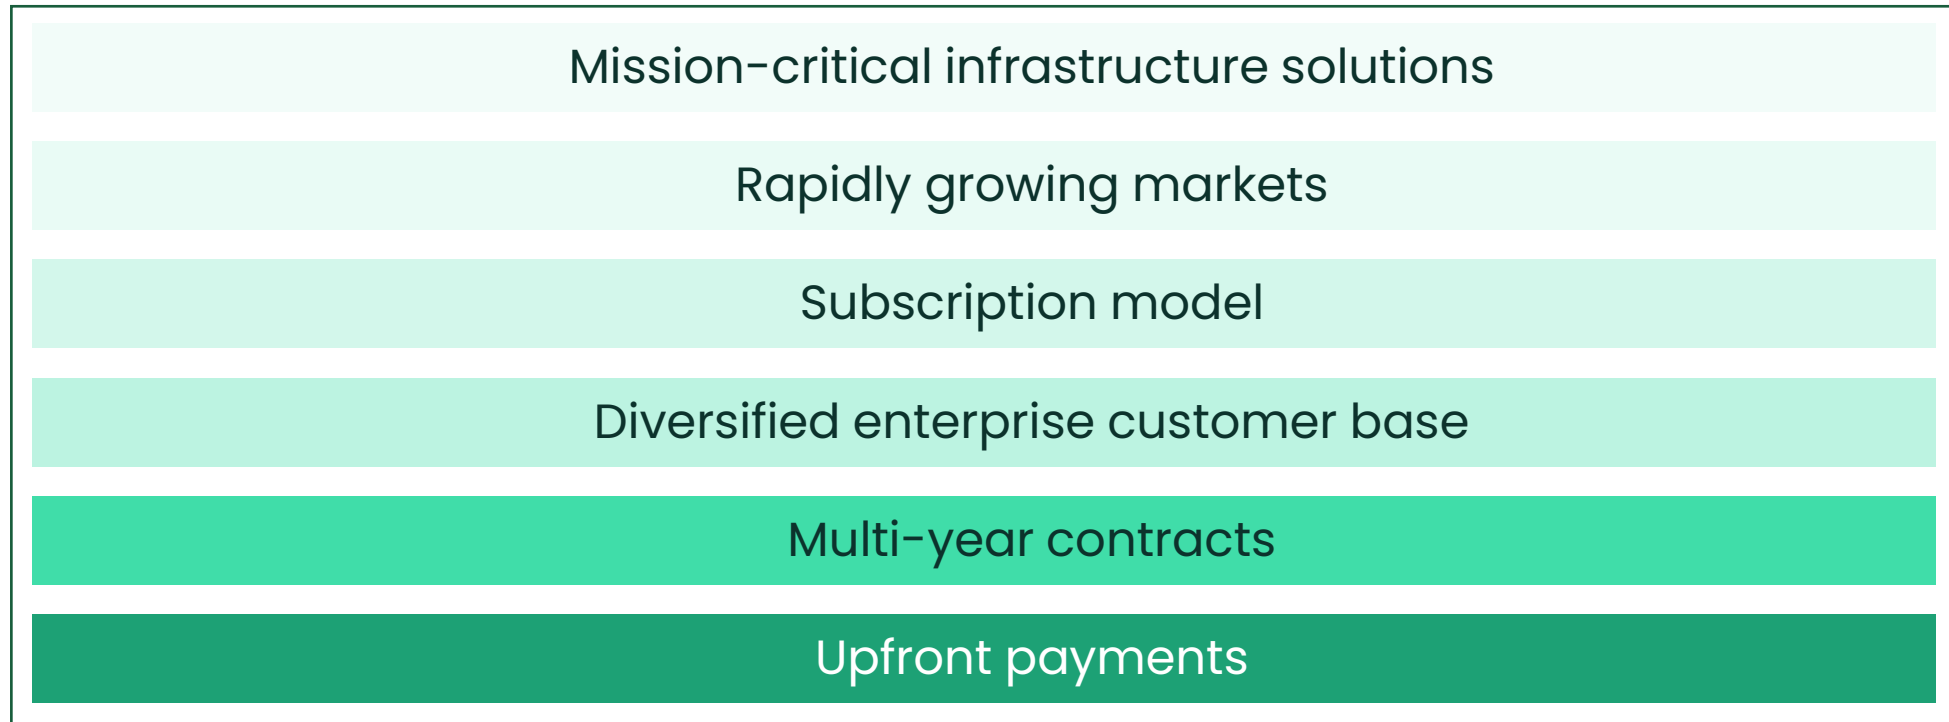 Mission-critical infrastructure solutions
Rapidly growing markets
Subscription model
Diversified enterprise customer base
Multi-year contracts
Upfront payments